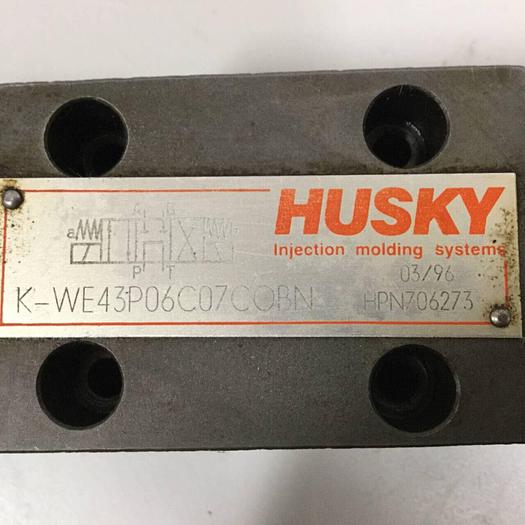 HUSKY
Injection molding systems
a A B b
P T
03/96
K-WE43P06C07COBN HPN706273